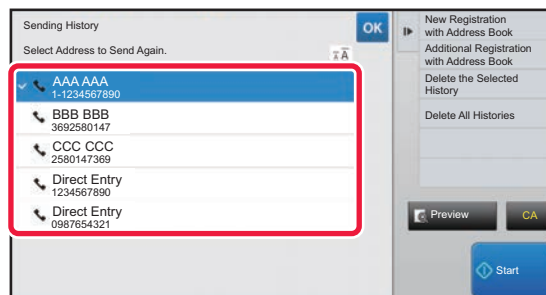 Sending History
OK
Select Address to Send Again.
A A
AAA AAA
1-1234567890
BBB BBB
3692580147
CCC CCC
2580147369
Direct Entry
1234567890
Direct Entry
0987654321
New Registration
with Address Book
Additional Registration
with Address Book
Delete the Selected
History
Delete All Histories
Preview
CA
Start